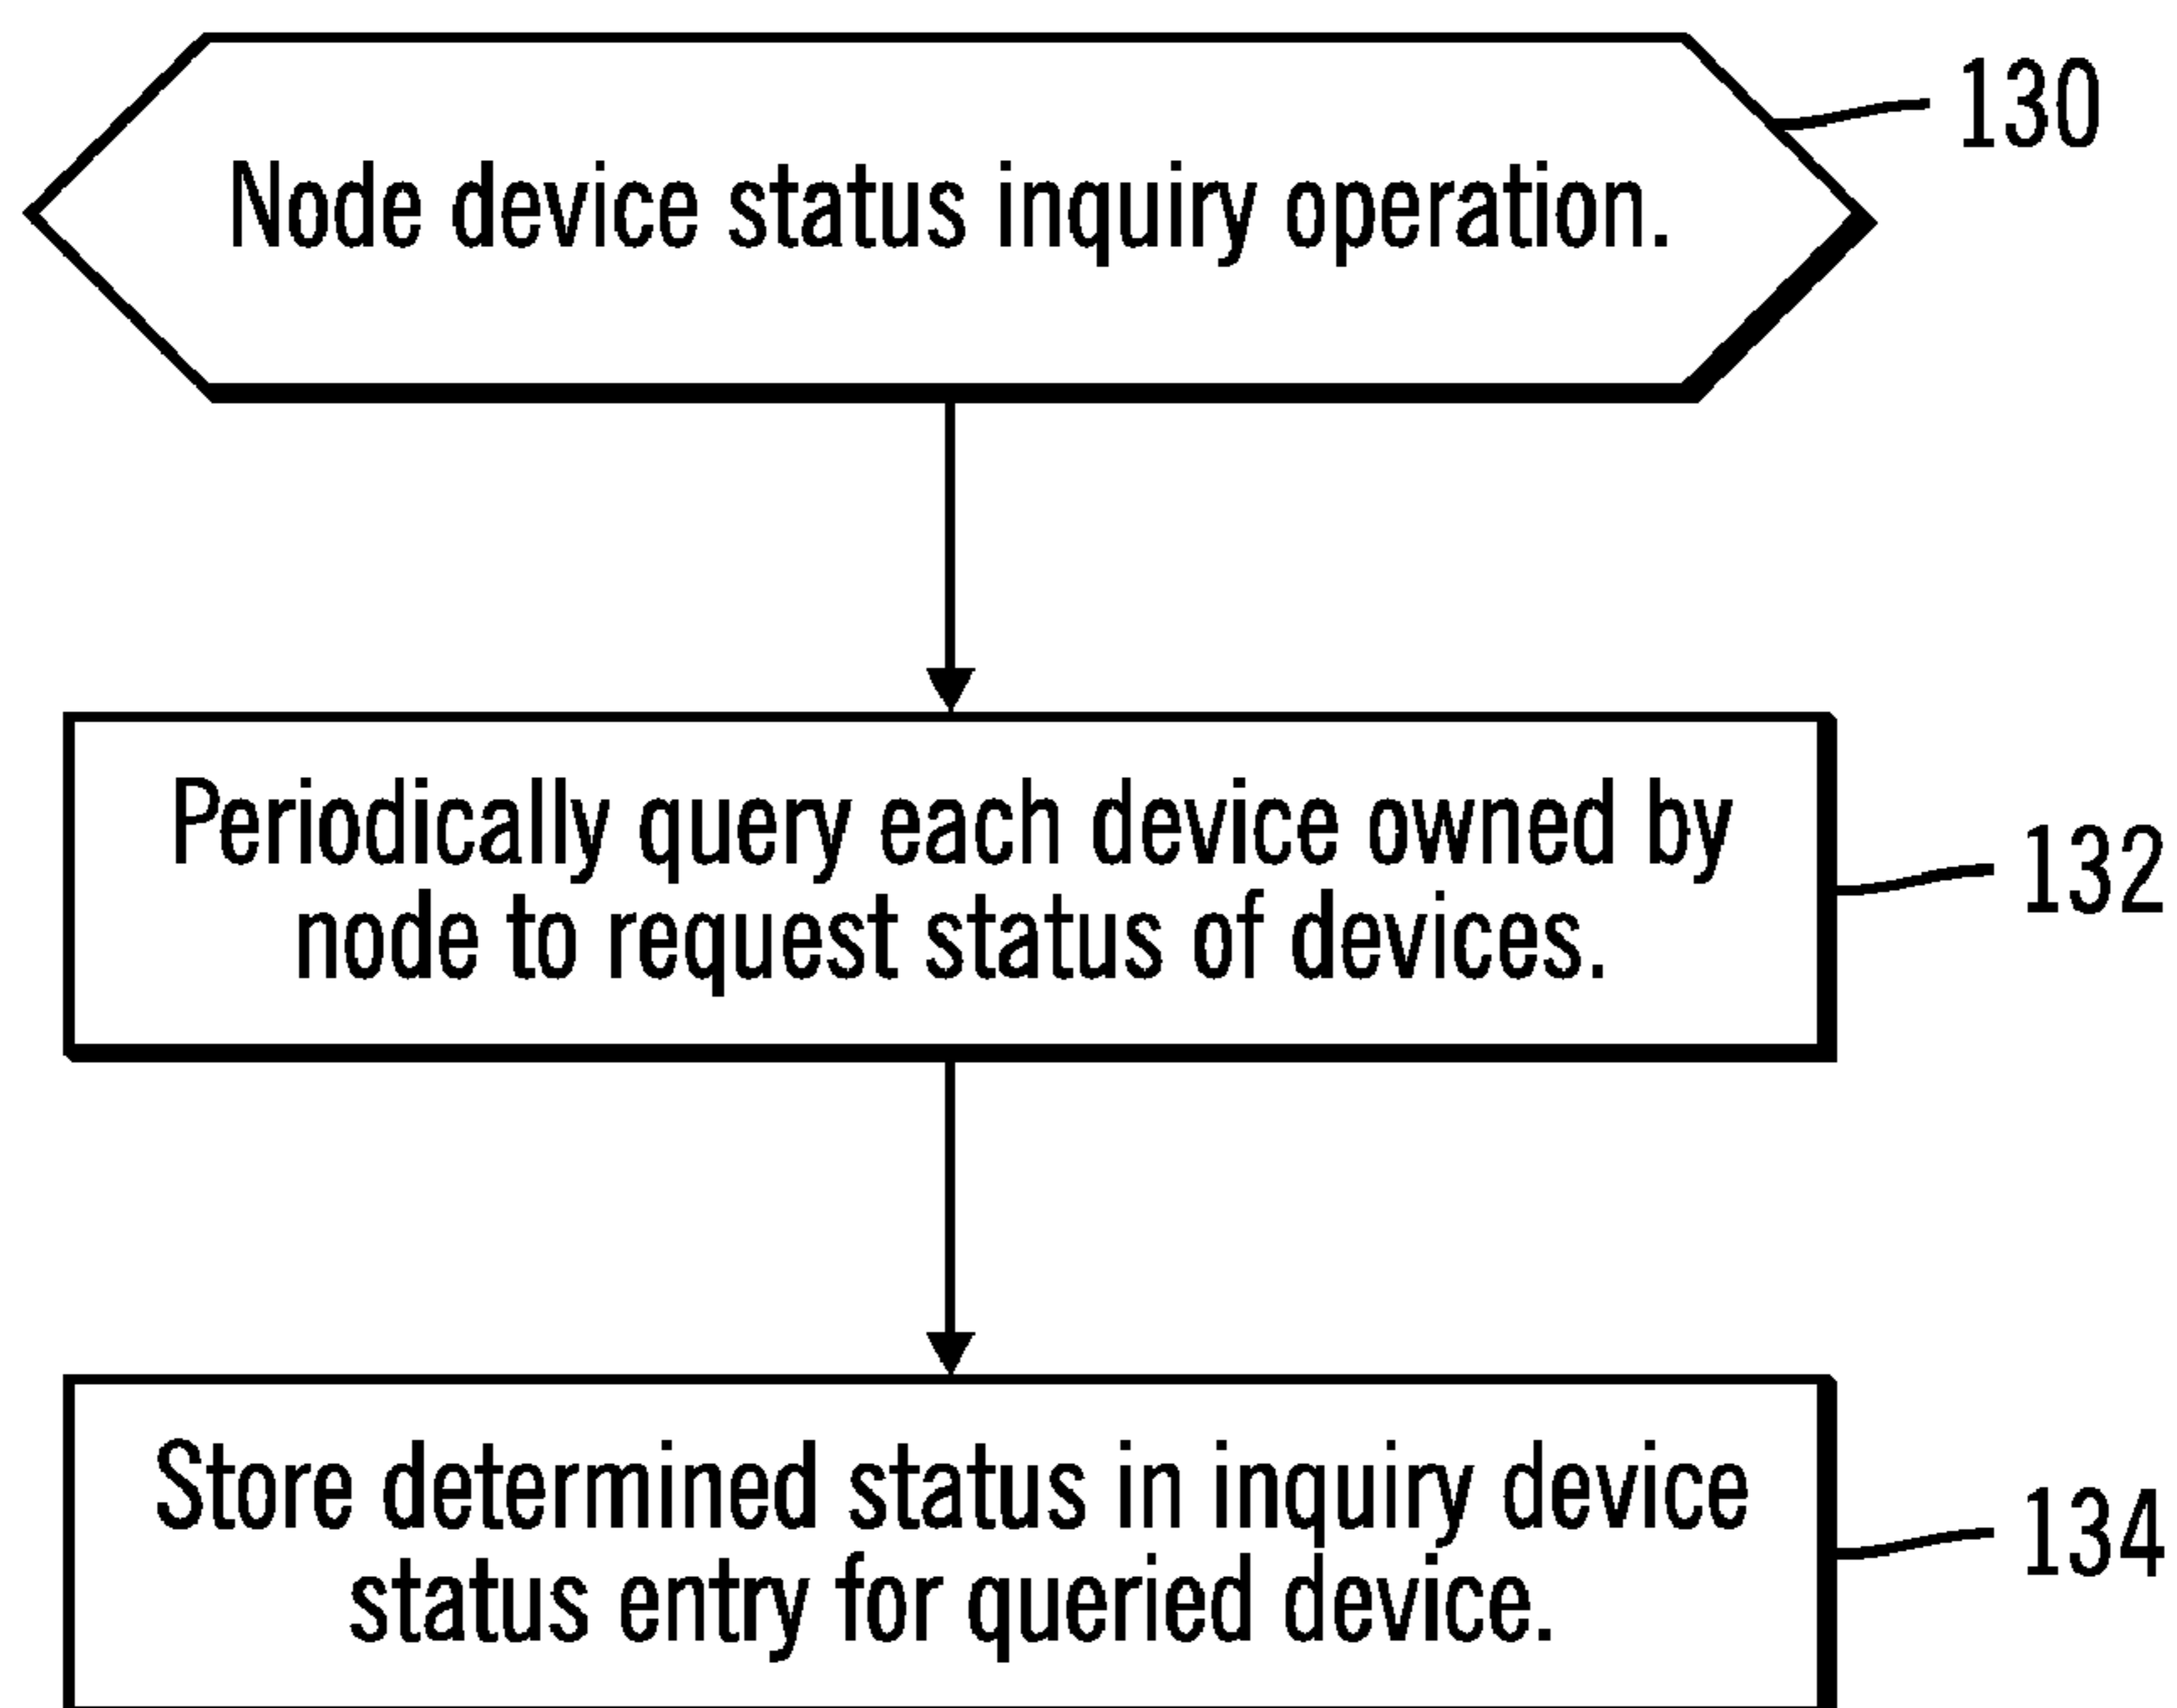 Node device status inquiry operation.
130
Periodically query each device owned by
node to request status of devices.
132
Store determined status in inquiry device
status entry for queried device.
134